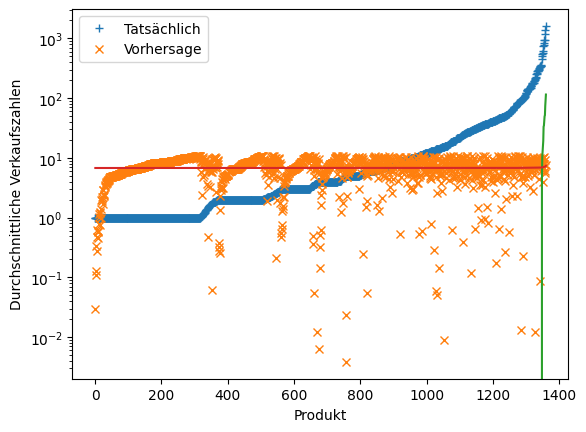 Tatsächlich
Vorhersage
Durchschnittliche Verkaufszahlen
10³
10²
10¹
10⁰
10⁻¹
10⁻²
0 200 400 600 800 1000 1200 1400
Produkt